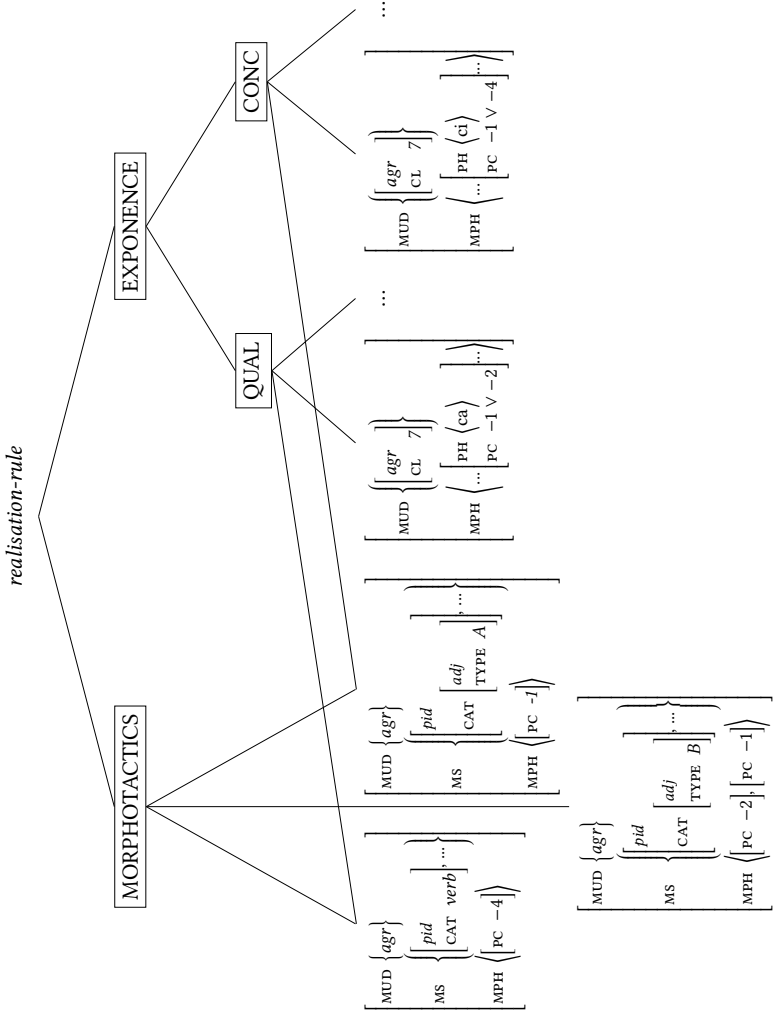 realisation-rule
MORPHOTACTICS EXPONENCE
QUAL CONC
MUD {agr}
MS {[pid
CAT verb], ...}
MPH ⟨[PC −4]⟩
MUD {agr}
MS {[pid
CAT [adj
TYPE A]], ...}
MPH ⟨[PC -1]⟩
MUD {[agr
CL 7]}
MPH ⟨... [PH ⟨ca⟩
PC −1 ∨ −2] ...⟩
...
MUD {[agr
CL 7]}
MPH ⟨... [PH ⟨ci⟩
PC −1 ∨ −4] ...⟩
...
MUD {agr}
MS {[pid
CAT [adj
TYPE B]], ...}
MPH ⟨[PC −2], [PC −1]⟩